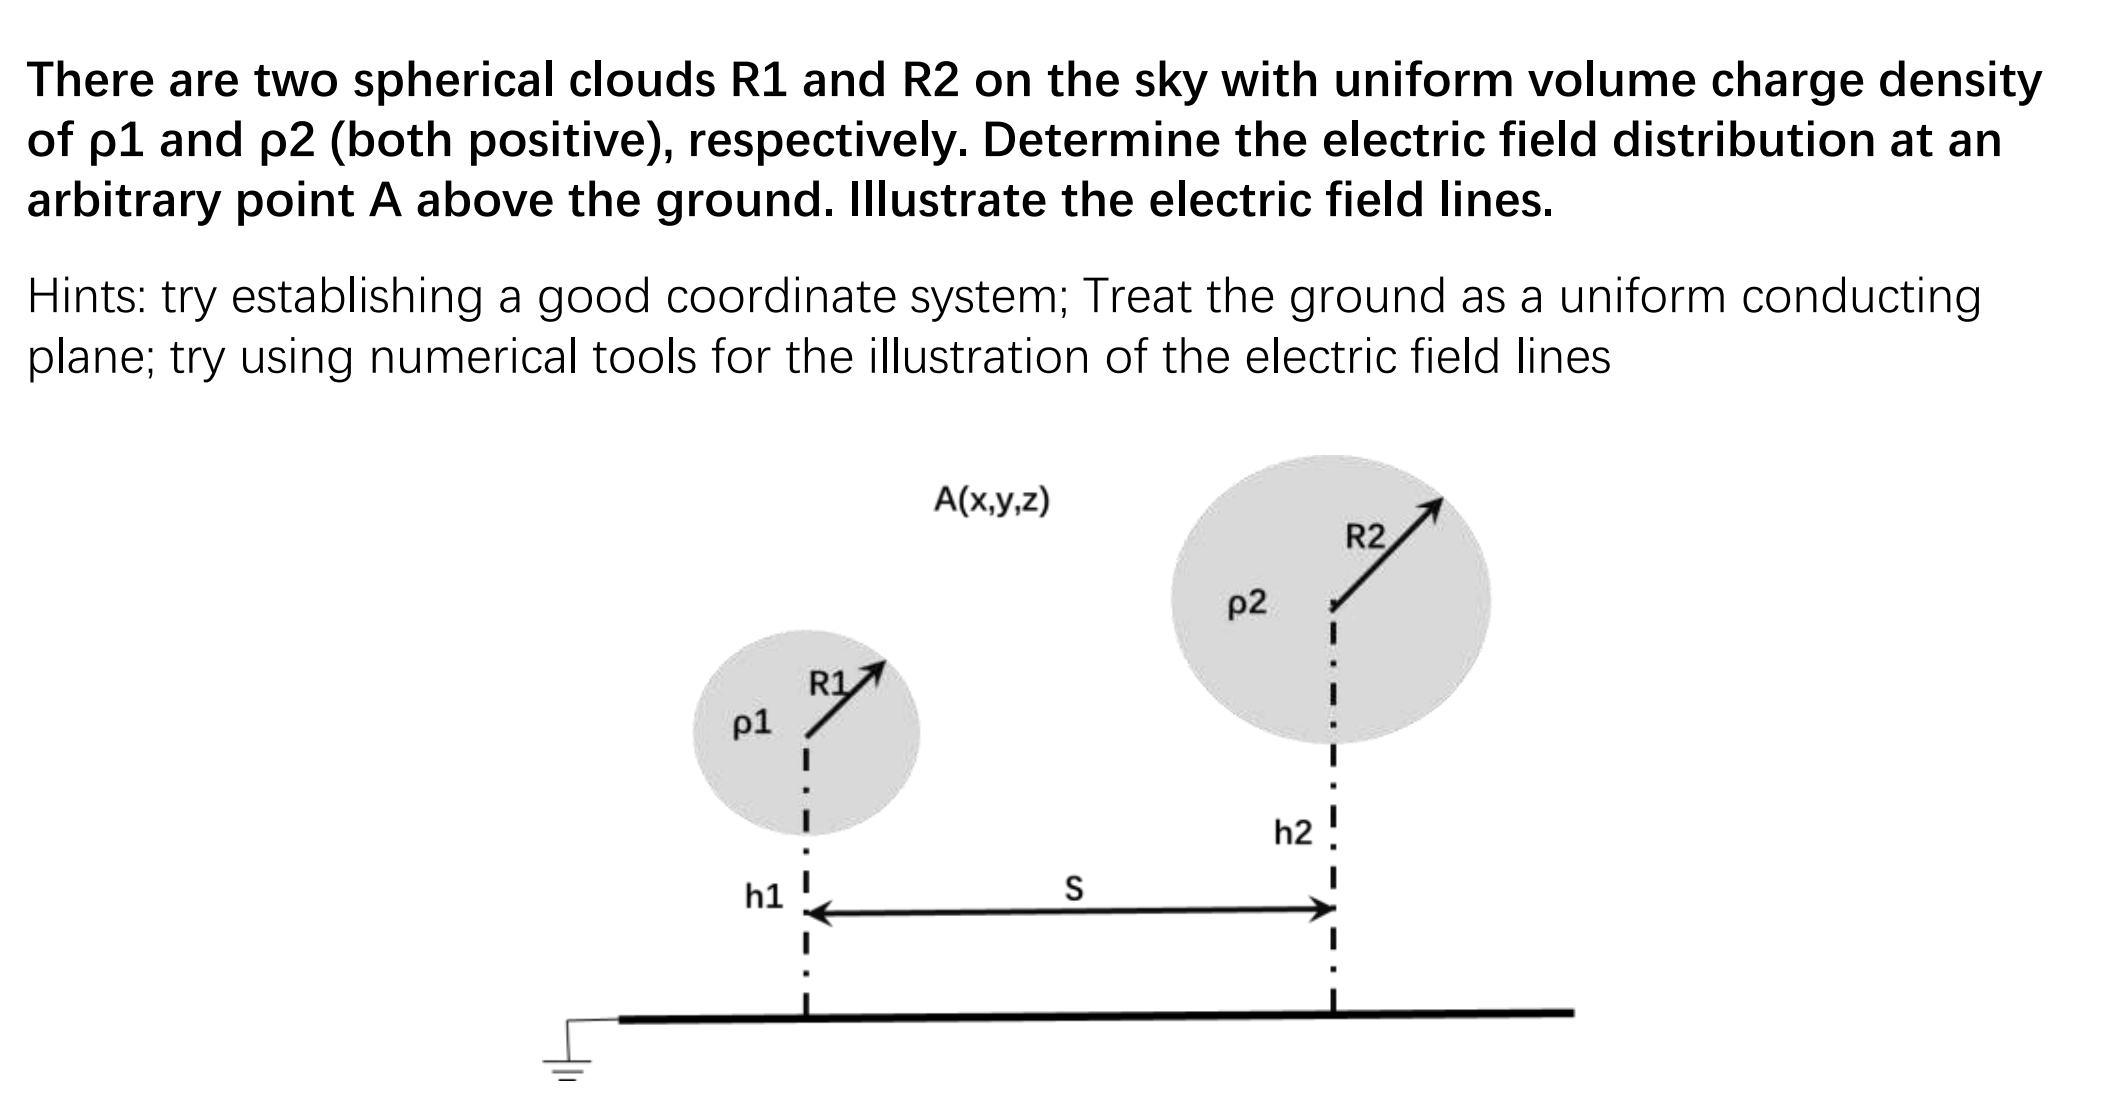 There are two spherical clouds R1 and R2 on the sky with uniform volume charge density
of ρ1 and ρ2 (both positive), respectively. Determine the electric field distribution at an
arbitrary point A above the ground. Illustrate the electric field lines.
Hints: try establishing a good coordinate system; Treat the ground as a uniform conducting
plane; try using numerical tools for the illustration of the electric field lines
A(x,y,z)
R2
ρ2
R1
ρ1
h2
S
h1